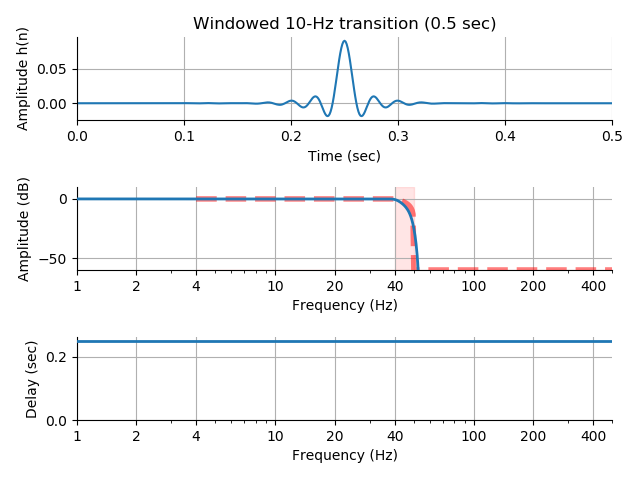 Windowed 10-Hz transition (0.5 sec)
Amplitude h(n)
0.05
0.00
0.0 0.1 0.2 0.3 0.4 0.5
Time (sec)
Amplitude (dB)
0
−50
1 2 4 10 20 40 100 200 400
Frequency (Hz)
Delay (sec)
0.2
0.0
1 2 4 10 20 40 100 200 400
Frequency (Hz)